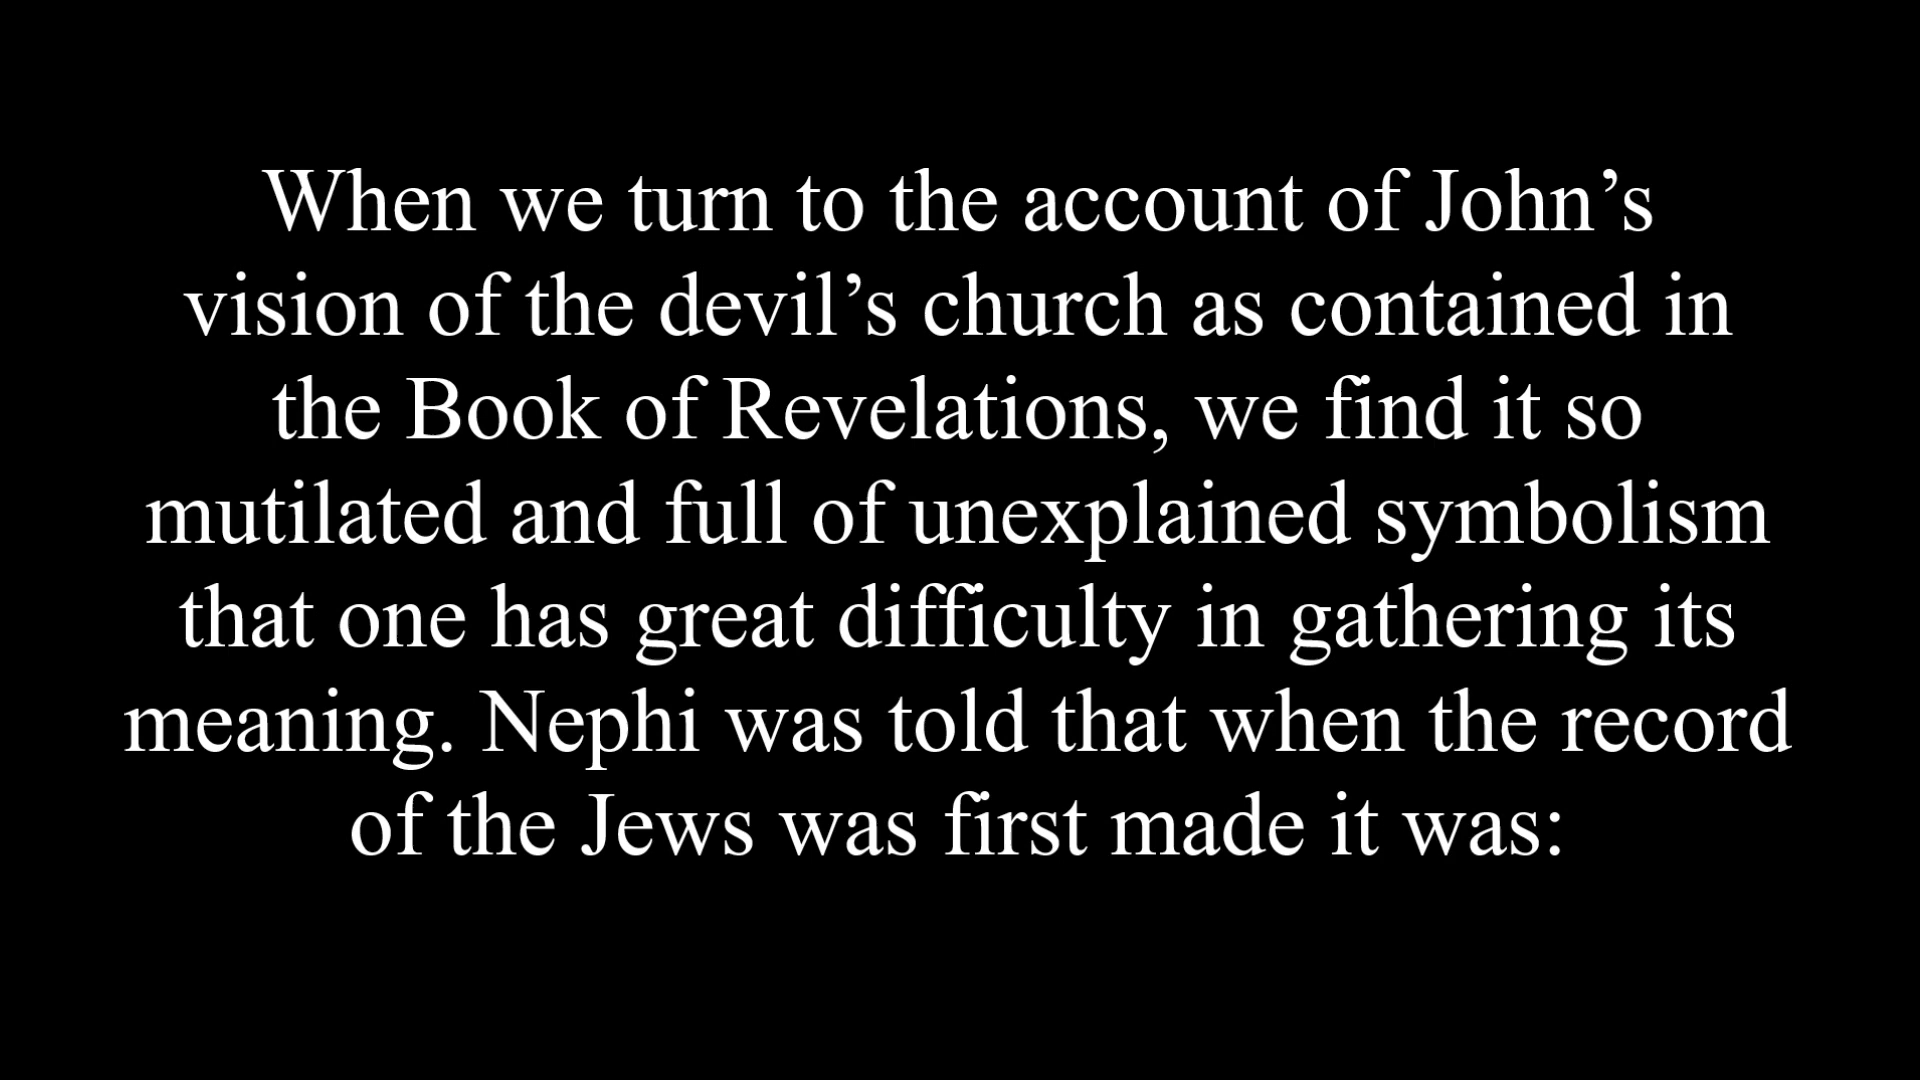 When we turn to the account of John’s
vision of the devil’s church as contained in
the Book of Revelations, we find it so
mutilated and full of unexplained symbolism
that one has great difficulty in gathering its
meaning. Nephi was told that when the record
of the Jews was first made it was: